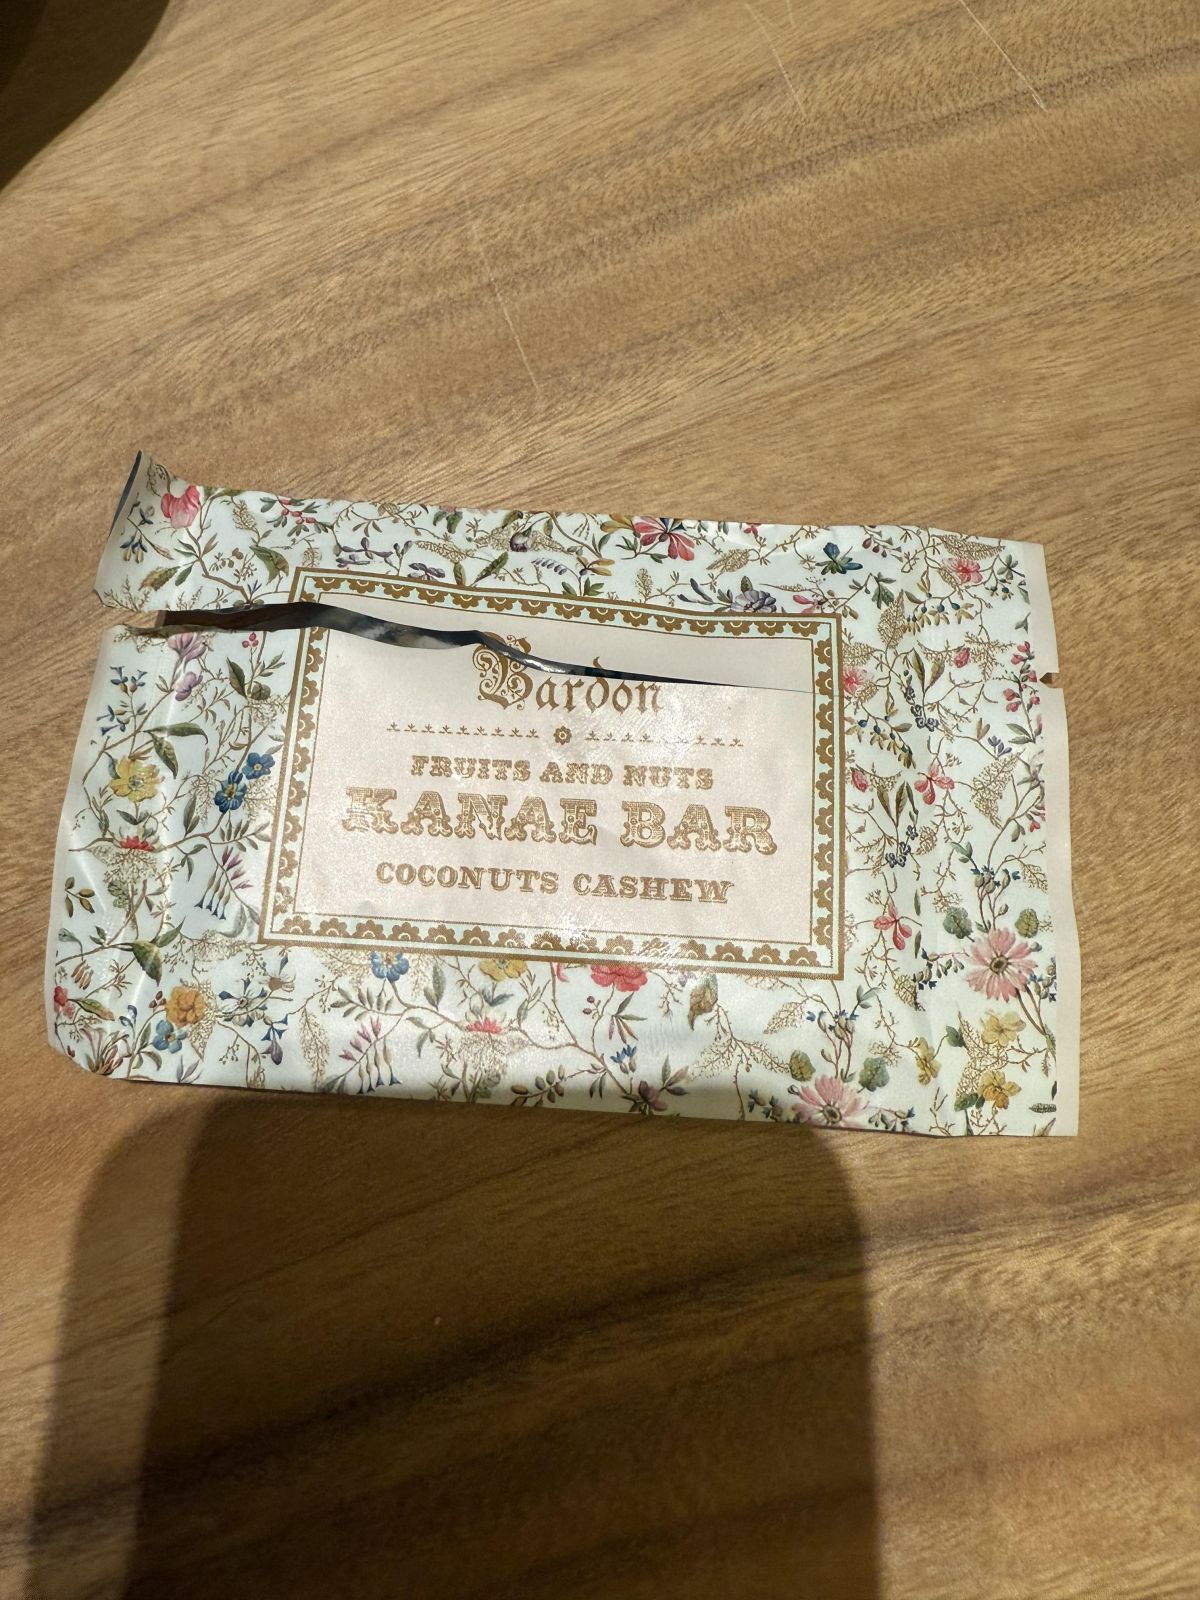 Bardon
FRUITS AND NUTS
KANAE BAR
COCONUTS CASHEW